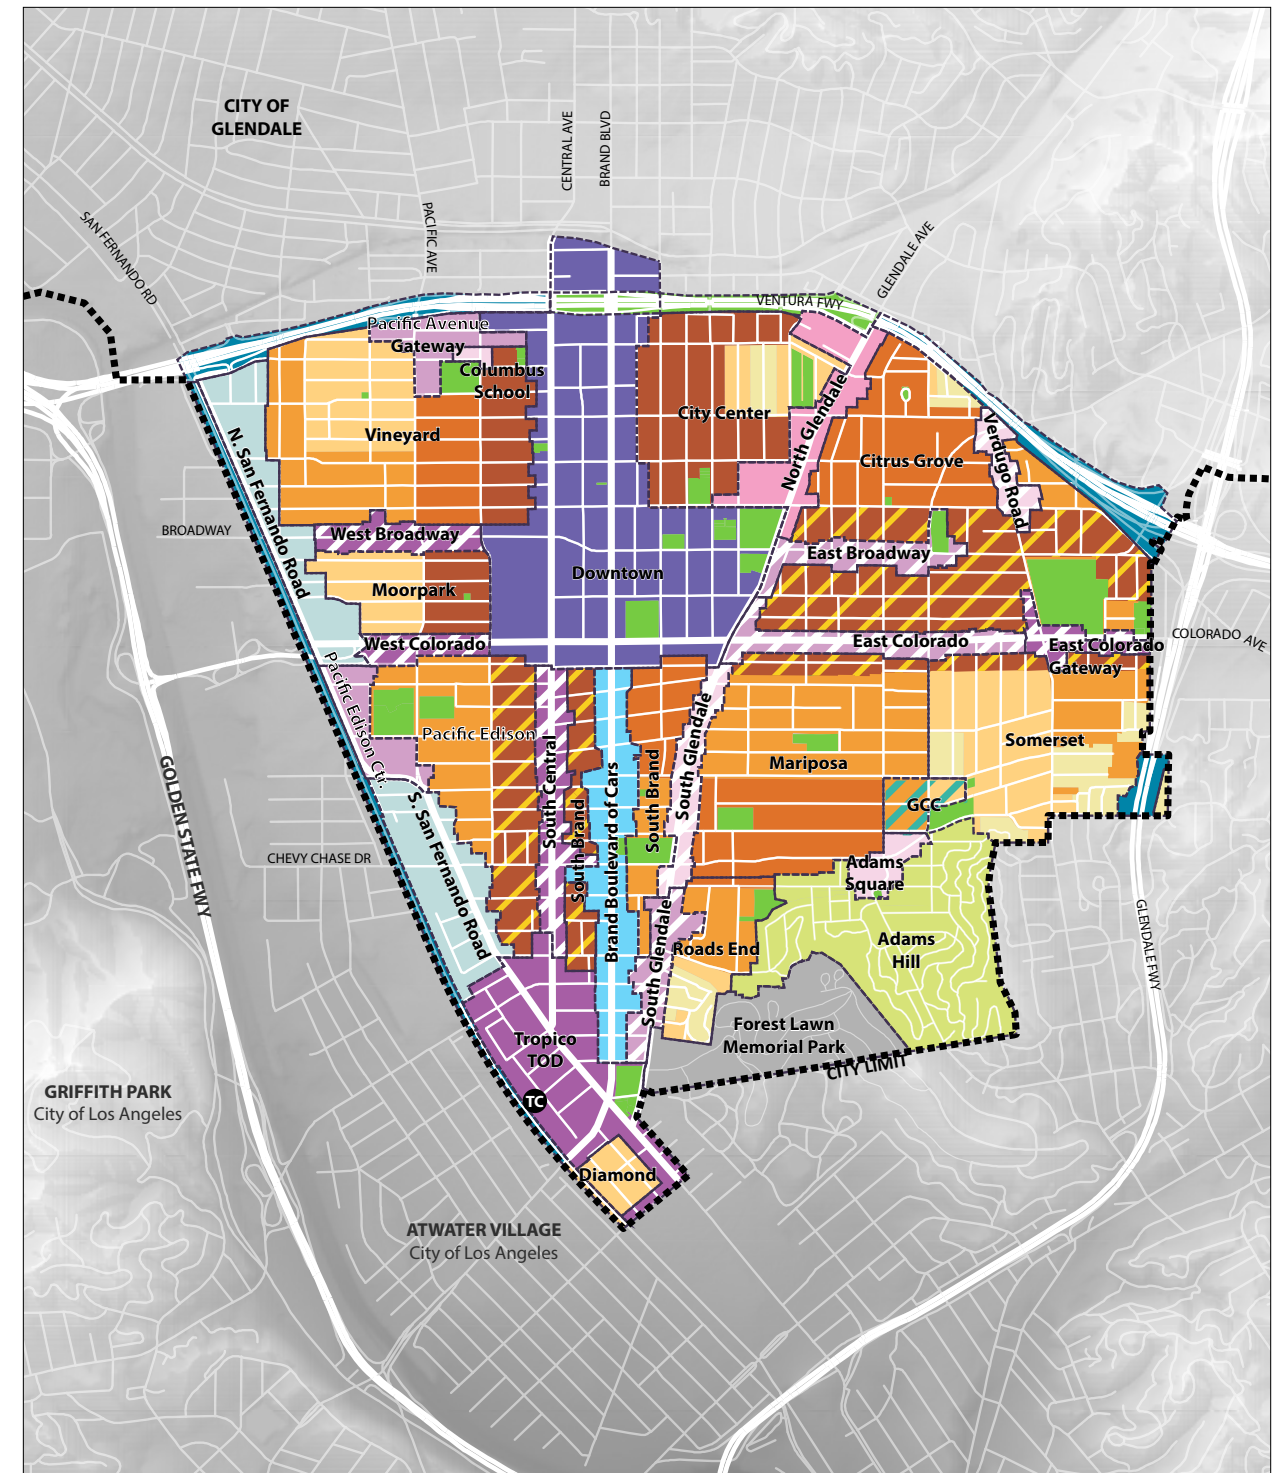 CITY OF
GLENDALE
CENTRAL AVE
BRAND BLVD
SAN FERNANDO RD
PACIFIC AVE
GLENDALE AVE
VENTURA FWY
Pacific Avenue
Gateway
Columbus
School
City Center
North Glendale
Vineyard
Citrus Grove
Verdugo Road
N. San Fernando Road
BROADWAY
West Broadway
East Broadway
Downtown
Moorpark
West Colorado
East Colorado
East Colorado
Gateway
COLORADO AVE
Pacific Edison Ctr.
Pacific Edison
South Central
South Brand
Brand Boulevard of Cars
South Brand
South Glendale
Mariposa
Somerset
GCC
GOLDEN STATE FWY
S. San Fernando Road
CHEVY CHASE DR
Adams
Square
South Glendale
Roads End
Adams
Hill
GLENDALE FWY
Forest Lawn
Memorial Park
CITY LIMIT
Tropico
TOD
TC
GRIFFITH PARK
City of Los Angeles
Diamond
ATWATER VILLAGE
City of Los Angeles